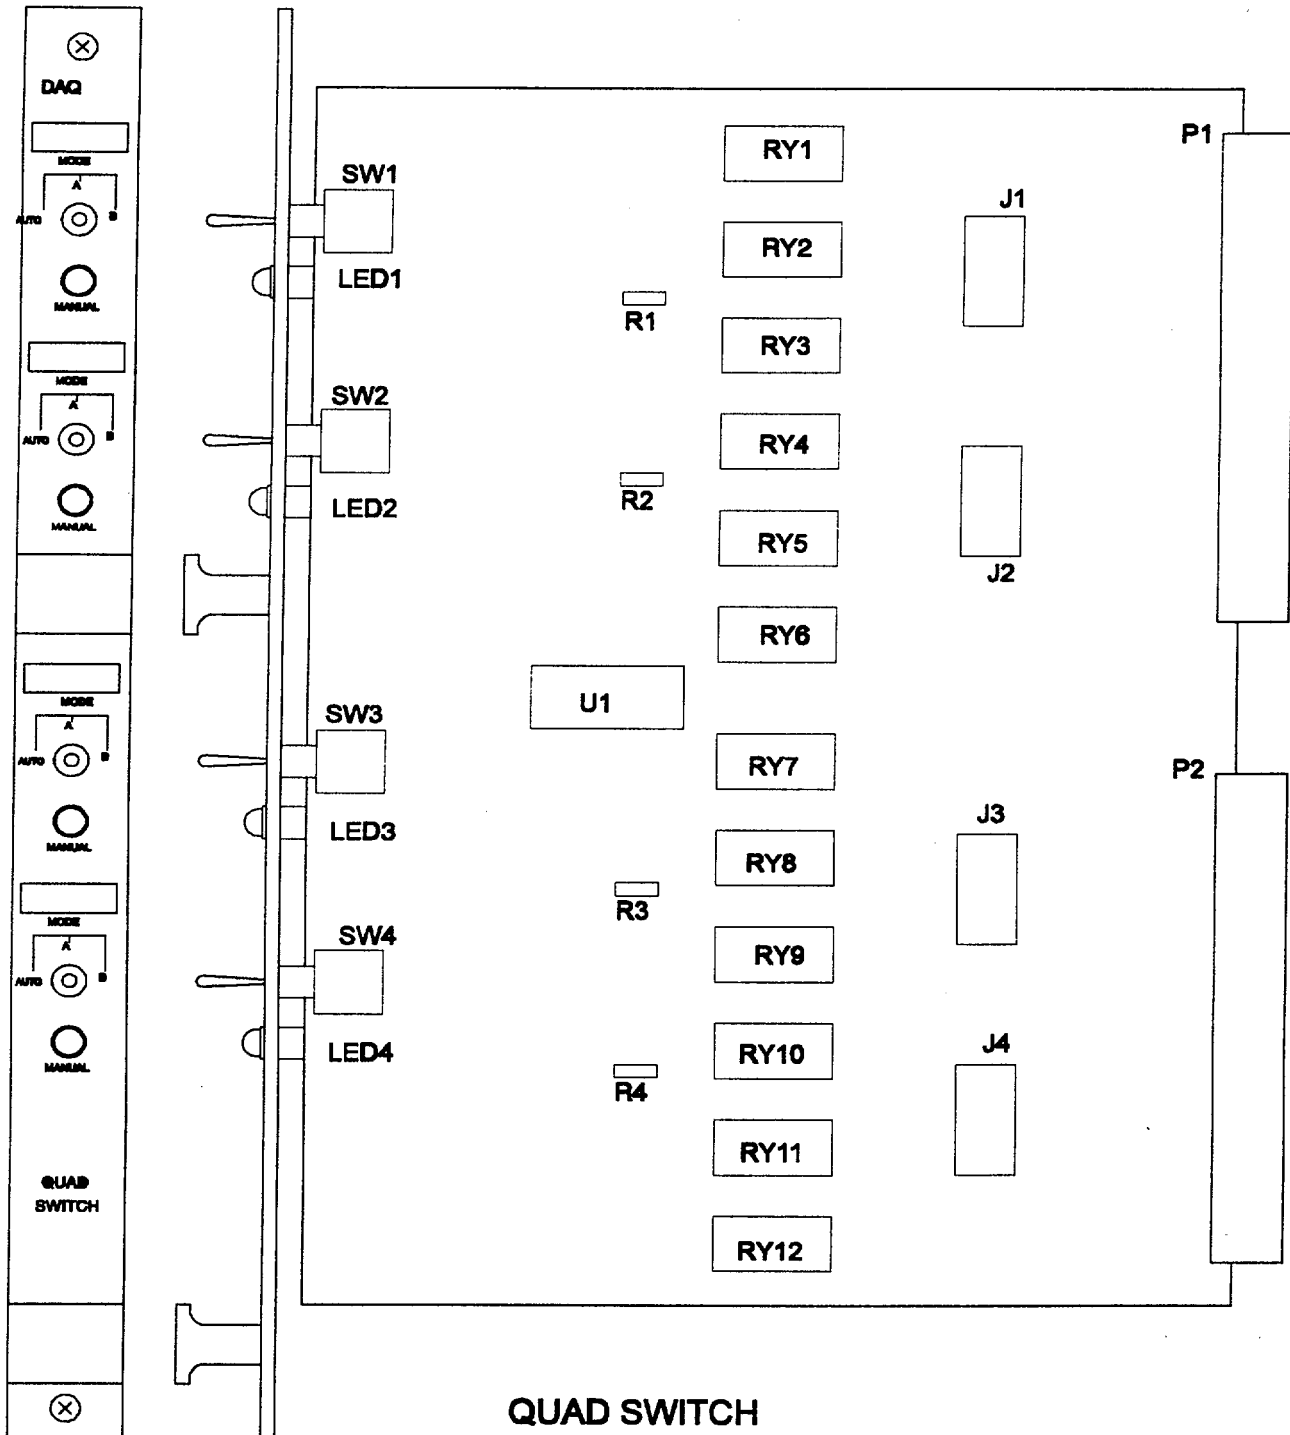 DAQ
MODE
A
AUTO B
MANUAL
MODE
A
AUTO B
MANUAL
MODE
A
AUTO B
MANUAL
MODE
A
AUTO B
MANUAL
QUAD
SWITCH
SW1
LED1
SW2
LED2
SW3
LED3
SW4
LED4
R1
R2
U1
R3
R4
RY1
RY2
RY3
RY4
RY5
RY6
RY7
RY8
RY9
RY10
RY11
RY12
J1
J2
J3
J4
P1
P2
QUAD SWITCH